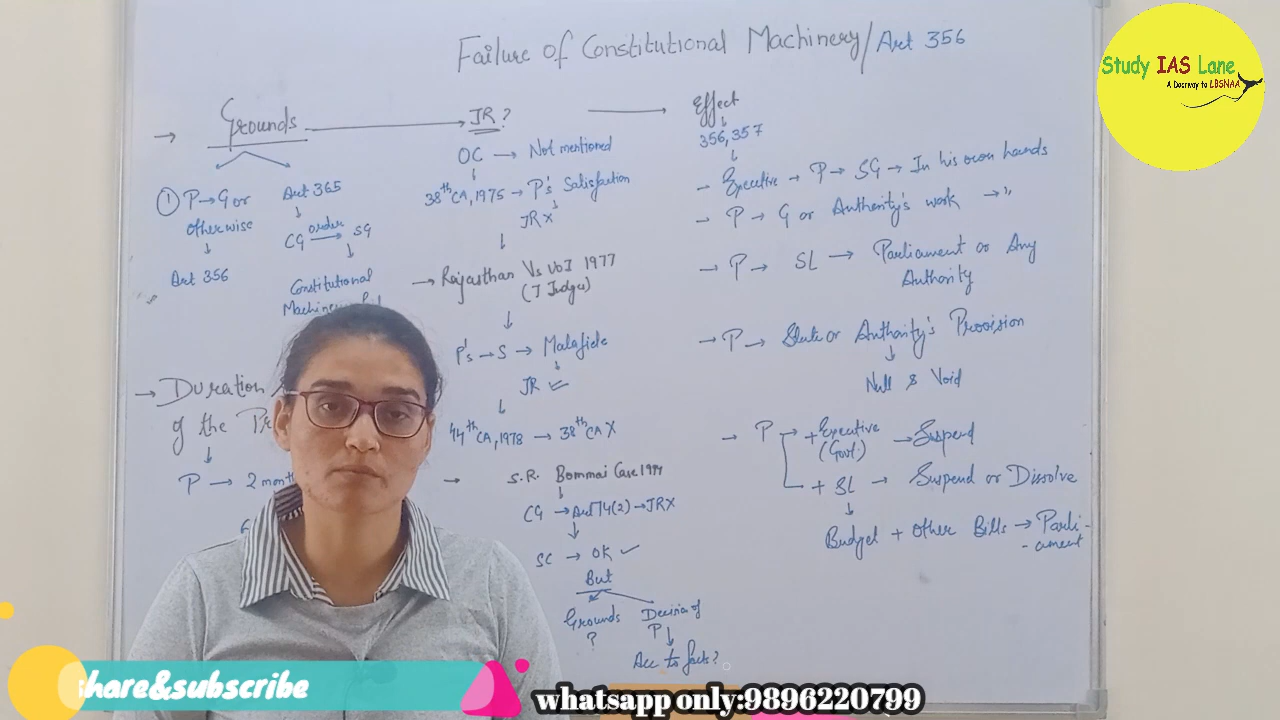 Failure of Constitutional Machinery/Art 356
Study IAS Lane
A Doorway to LBSNAA
→ Grounds → JR? → Effect
① P→G or
otherwise
↓
Art 356
Art 365
↓
CG order→ SG
↓
Constitutional
Machinery
→ Duration
of the Pr
↓
P → 2 mont
OC → Not mentioned
↓
38th CA, 1975 → P's Satisfaction
↓
JR X
↓
→ Rajasthan Vs UOI 1977
(7 Judges)
↓
P's → S → Malafide
↓
JR ✓
↓
44th CA, 1978 → 38th CA X
→ S.R. Bommai Case 1994
↓
CG → Art 74(2) → JR X
↓
SC → OK ✓
But
Grounds
?
Decision of
P
↓
Acc to facts?
↓
356, 357
↓
- Executive → P → SG → In his own hands
- P → G or Authority's work → "
→ P → SL → Parliament or Any
Authority
→ P → State or Authority's Provision
↓
Null & Void
→ P → + Executive → Suspend
(Govt.)
+ SL → Suspend or Dissolve
↓
Budget + Other Bills → Parli-
-ament
share&subscribe
whatsapp only:9896220799